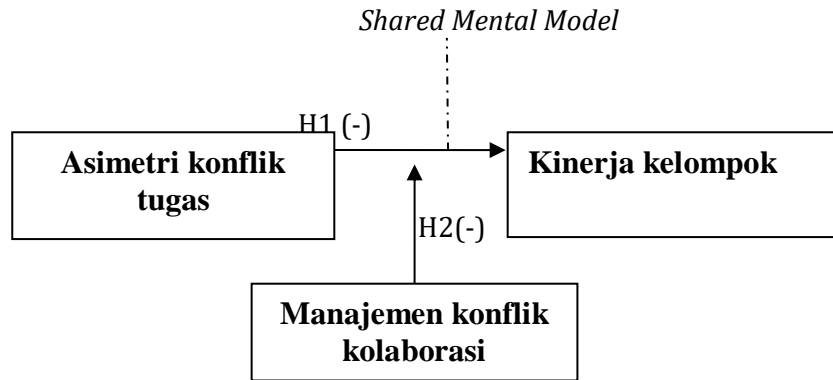 Shared Mental Model
H1 (-)
Asimetri konflik
tugas
Kinerja kelompok
H2(-)
Manajemen konflik
kolaborasi